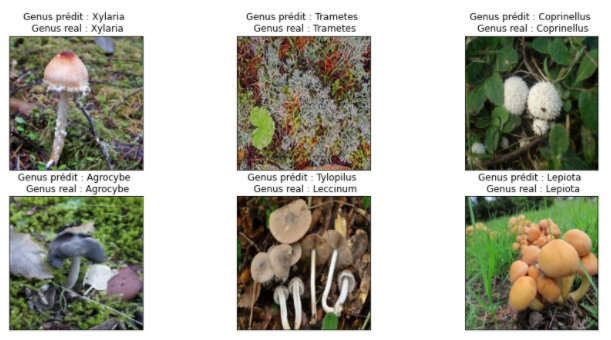 Genus prédit : Xylaria
Genus real : Xylaria
Genus prédit : Trametes
Genus real : Trametes
Genus prédit : Coprinellus
Genus real : Coprinellus
Genus prédit : Agrocybe
Genus real : Agrocybe
Genus prédit : Tylopilus
Genus real : Leccinum
Genus prédit : Lepiota
Genus real : Lepiota